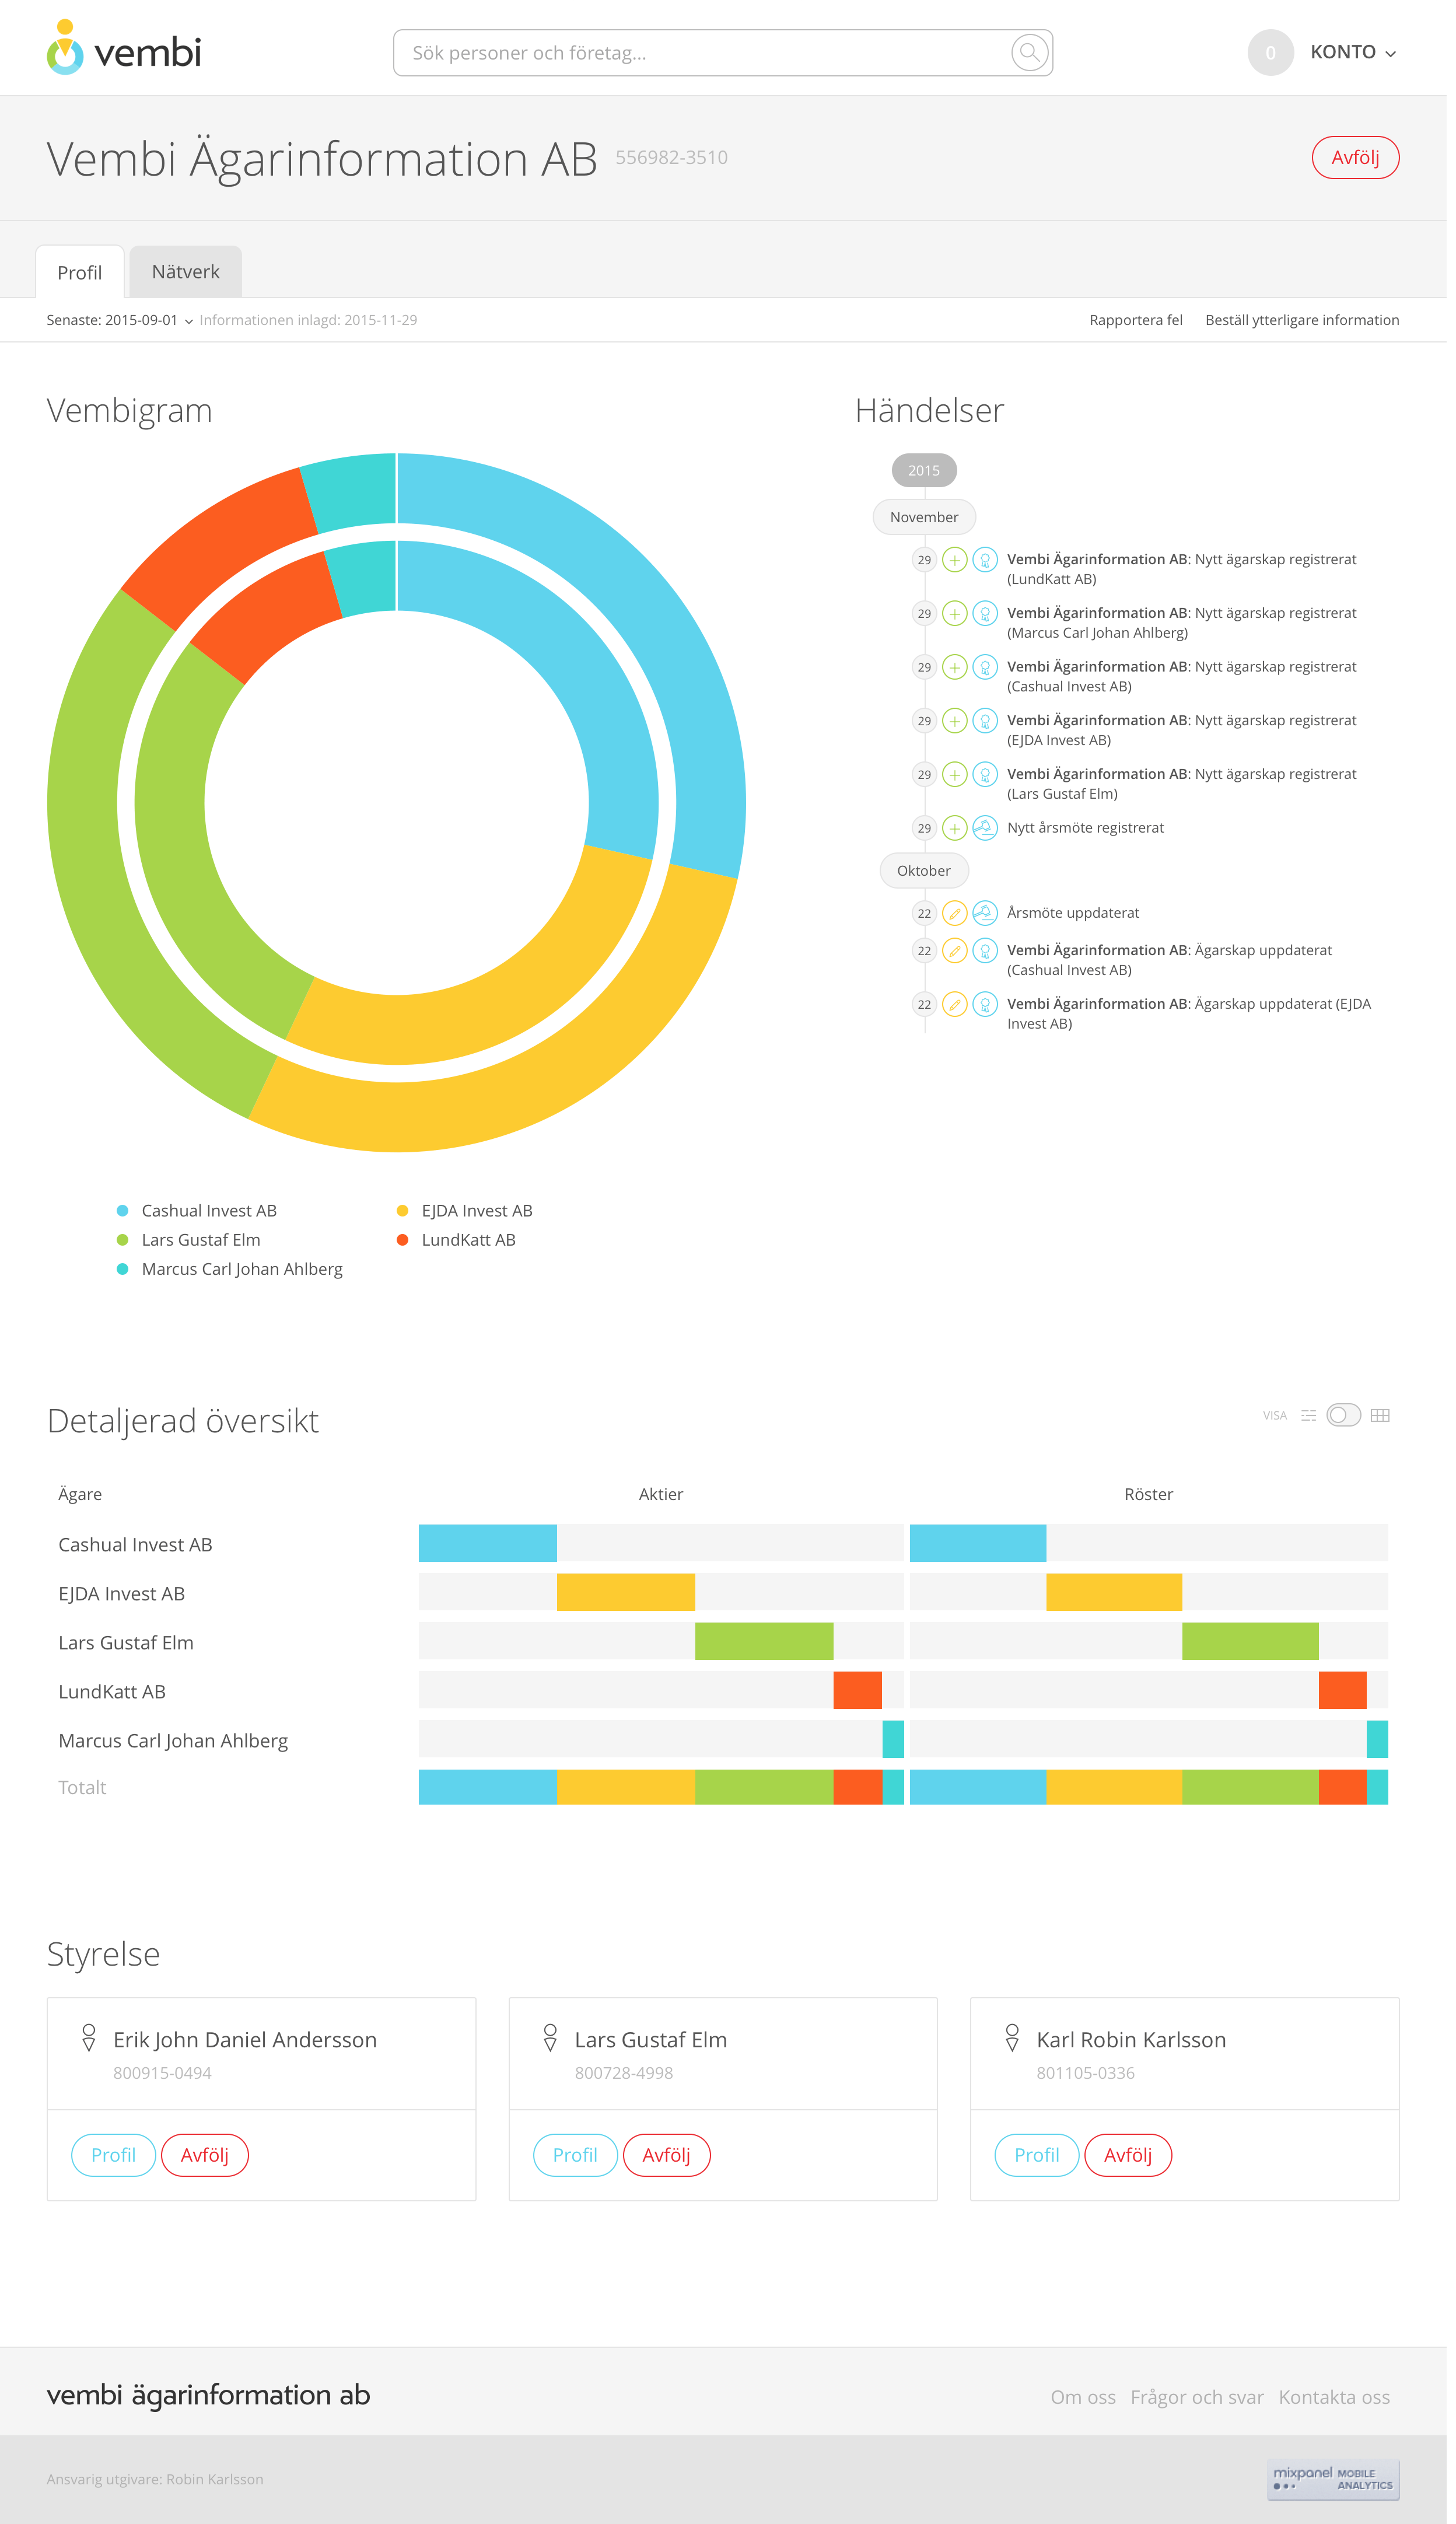 vembi
Sök personer och företag...
0
KONTO
Vembi Ägarinformation AB 556982-3510
Avfölj
Profil
Nätverk
Senaste: 2015-09-01 Informationen inlagd: 2015-11-29
Rapportera fel Beställ ytterligare information
Vembigram
Cashual Invest AB
EJDA Invest AB
Lars Gustaf Elm
LundKatt AB
Marcus Carl Johan Ahlberg
Händelser
2015
November
29 Vembi Ägarinformation AB: Nytt ägarskap registrerat
(LundKatt AB)
29 Vembi Ägarinformation AB: Nytt ägarskap registrerat
(Marcus Carl Johan Ahlberg)
29 Vembi Ägarinformation AB: Nytt ägarskap registrerat
(Cashual Invest AB)
29 Vembi Ägarinformation AB: Nytt ägarskap registrerat
(EJDA Invest AB)
29 Vembi Ägarinformation AB: Nytt ägarskap registrerat
(Lars Gustaf Elm)
29 Nytt årsmöte registrerat
Oktober
22 Årsmöte uppdaterat
22 Vembi Ägarinformation AB: Ägarskap uppdaterat
(Cashual Invest AB)
22 Vembi Ägarinformation AB: Ägarskap uppdaterat (EJDA
Invest AB)
Detaljerad översikt
VISA
Ägare Aktier Röster
Cashual Invest AB
EJDA Invest AB
Lars Gustaf Elm
LundKatt AB
Marcus Carl Johan Ahlberg
Totalt
Styrelse
Erik John Daniel Andersson
800915-0494
Profil Avfölj
Lars Gustaf Elm
800728-4998
Profil Avfölj
Karl Robin Karlsson
801105-0336
Profil Avfölj
vembi ägarinformation ab
Om oss Frågor och svar Kontakta oss
Ansvarig utgivare: Robin Karlsson
mixpanel MOBILE
ANALYTICS